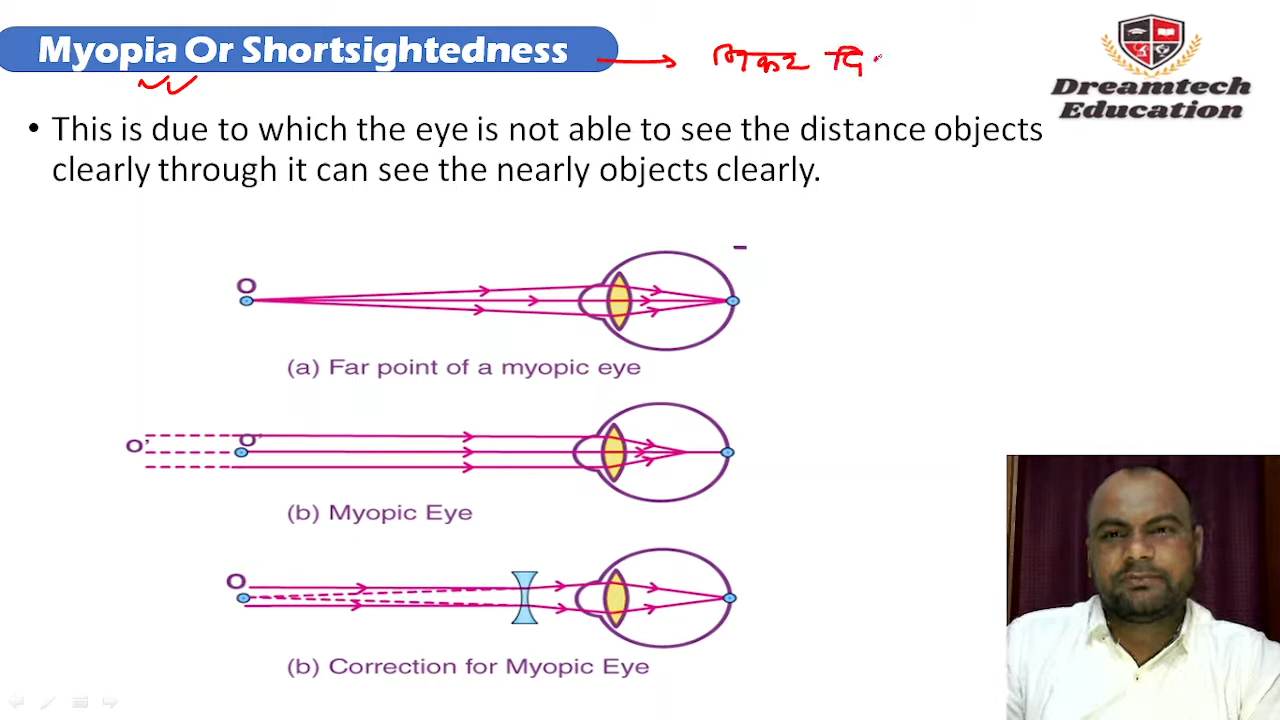 Myopia Or Shortsightedness
निकट दि
Dreamtech
Education
• This is due to which the eye is not able to see the distance objects
clearly through it can see the nearly objects clearly.
O
(a) Far point of a myopic eye
O' O'
(b) Myopic Eye
O
(b) Correction for Myopic Eye